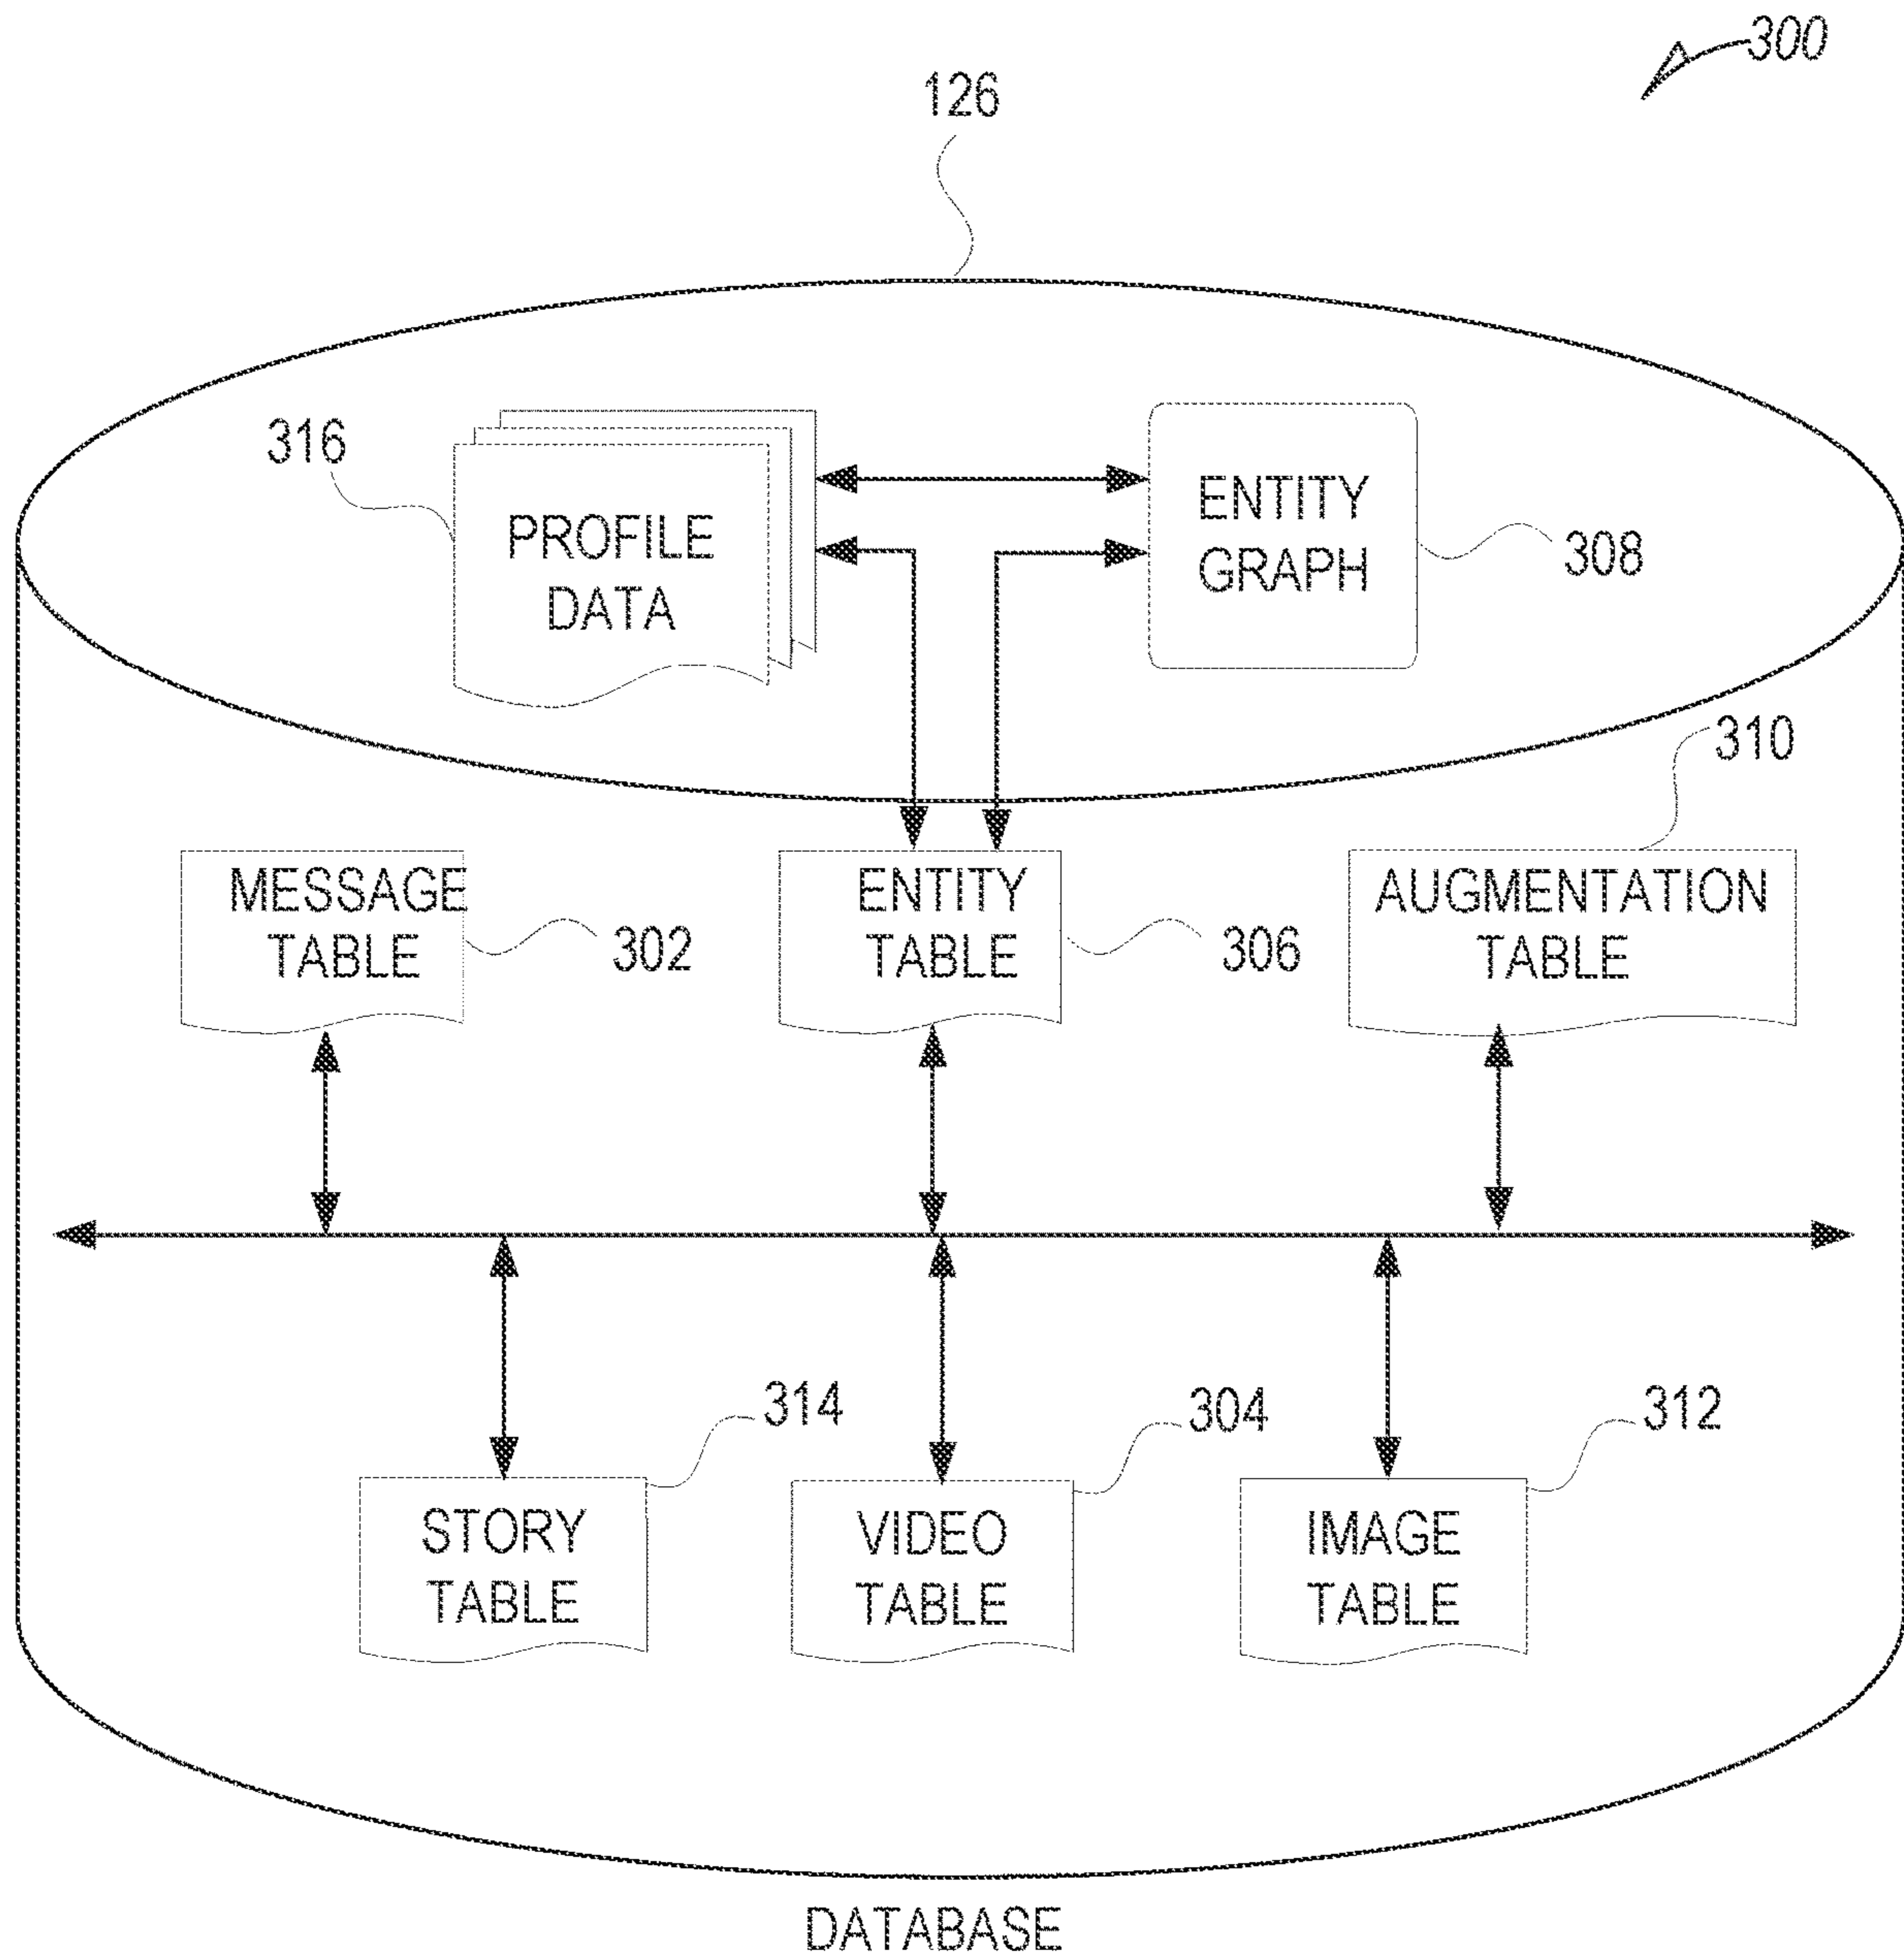 300
126
316
PROFILE
DATA
ENTITY
GRAPH
308
310
MESSAGE
TABLE
302
ENTITY
TABLE
306
AUGMENTATION
TABLE
314
304
312
STORY
TABLE
VIDEO
TABLE
IMAGE
TABLE
DATABASE